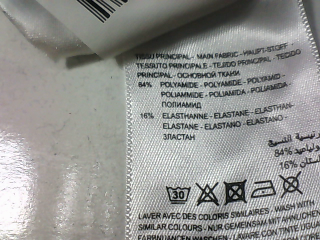 TISSU PRINCIPAL - MAIN FABRIC - HAUPT-STOFF
TESSUTO PRINCIPALE - TEJIDO PRINCIPAL - TECIDO
PRINCIPAL - ОСНОВНОЙ ТКАНИ
84% POLYAMIDE - POLYAMIDE - POLYAMID -
POLIAMMIDE - POLIAMIDA - POLIAMIDA -
ПОЛИАМИД
16% ELASTHANNE - ELASTANE - ELASTHAN-
ELASTANE - ELASTANO - ELASTANO -
ЭЛАСТАН
84%
16%
30
LAVER AVEC DES COLORIS SIMILAIRES - WASH WITH
SIMILAR COLOURS - NUR GEMEINSAM MIT ÄHNLICHEN